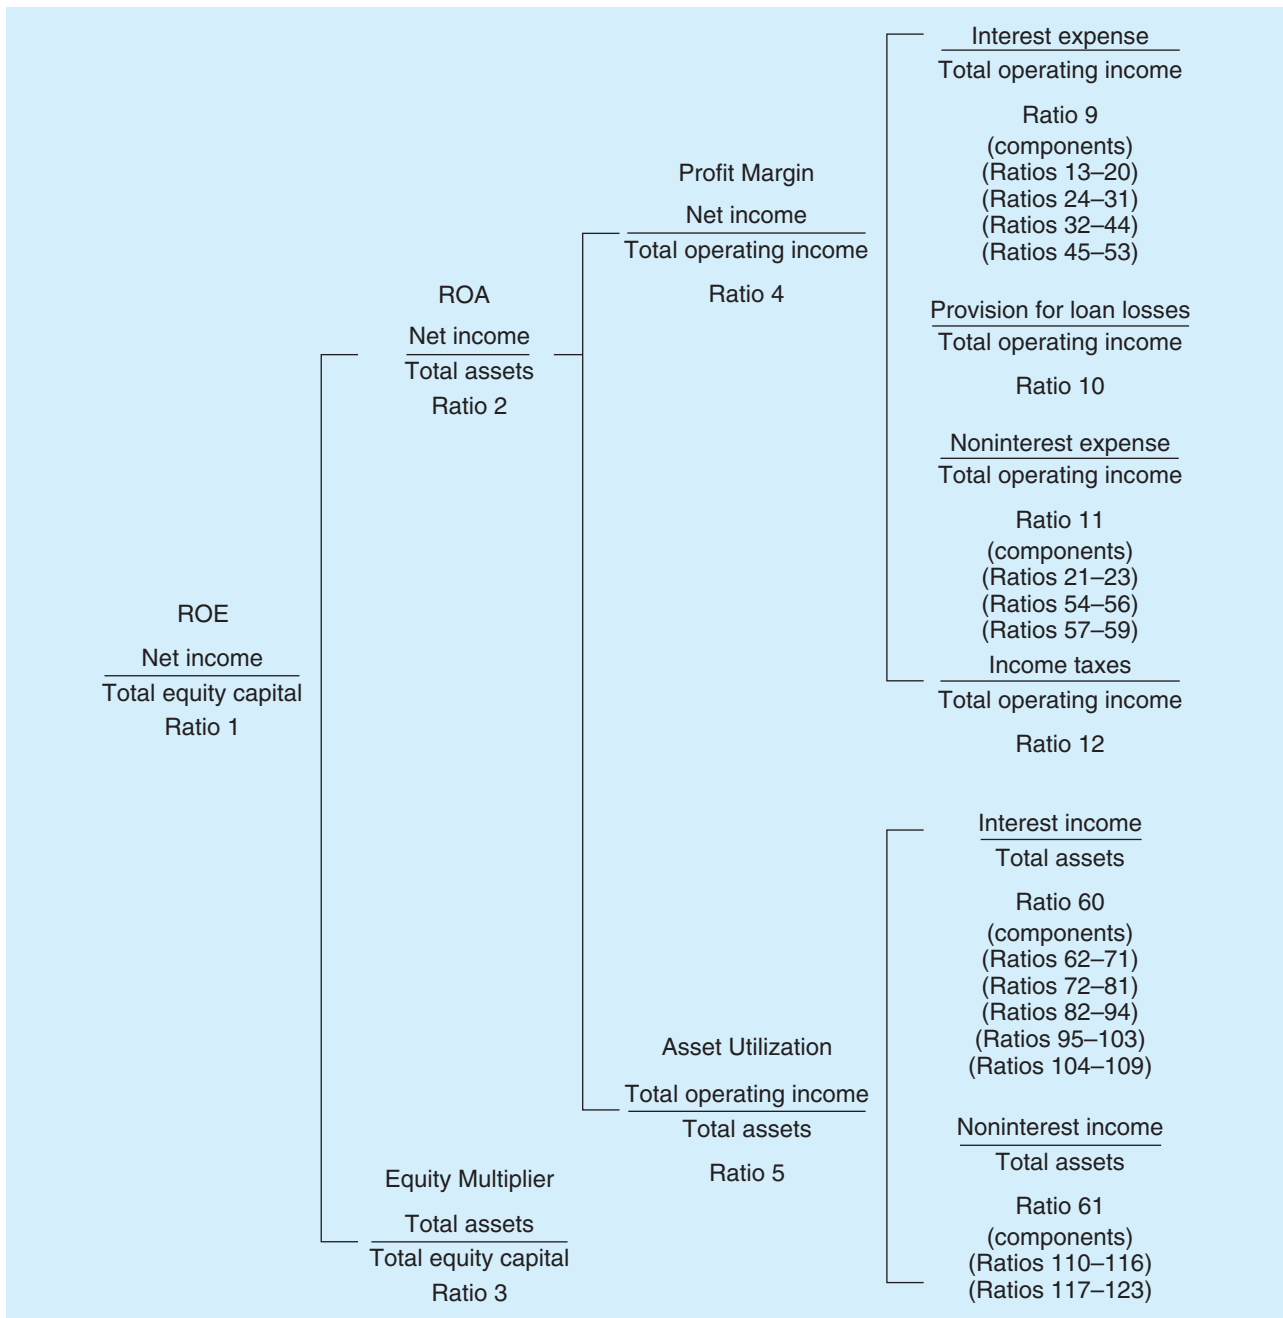 ROE
Net income
Total equity capital
Ratio 1
ROA
Net income
Total assets
Ratio 2
Equity Multiplier
Total assets
Total equity capital
Ratio 3
Profit Margin
Net income
Total operating income
Ratio 4
Asset Utilization
Total operating income
Total assets
Ratio 5
Interest expense
Total operating income
Ratio 9
(components)
(Ratios 13–20)
(Ratios 24–31)
(Ratios 32–44)
(Ratios 45–53)
Provision for loan losses
Total operating income
Ratio 10
Noninterest expense
Total operating income
Ratio 11
(components)
(Ratios 21–23)
(Ratios 54–56)
(Ratios 57–59)
Income taxes
Total operating income
Ratio 12
Interest income
Total assets
Ratio 60
(components)
(Ratios 62–71)
(Ratios 72–81)
(Ratios 82–94)
(Ratios 95–103)
(Ratios 104–109)
Noninterest income
Total assets
Ratio 61
(components)
(Ratios 110–116)
(Ratios 117–123)